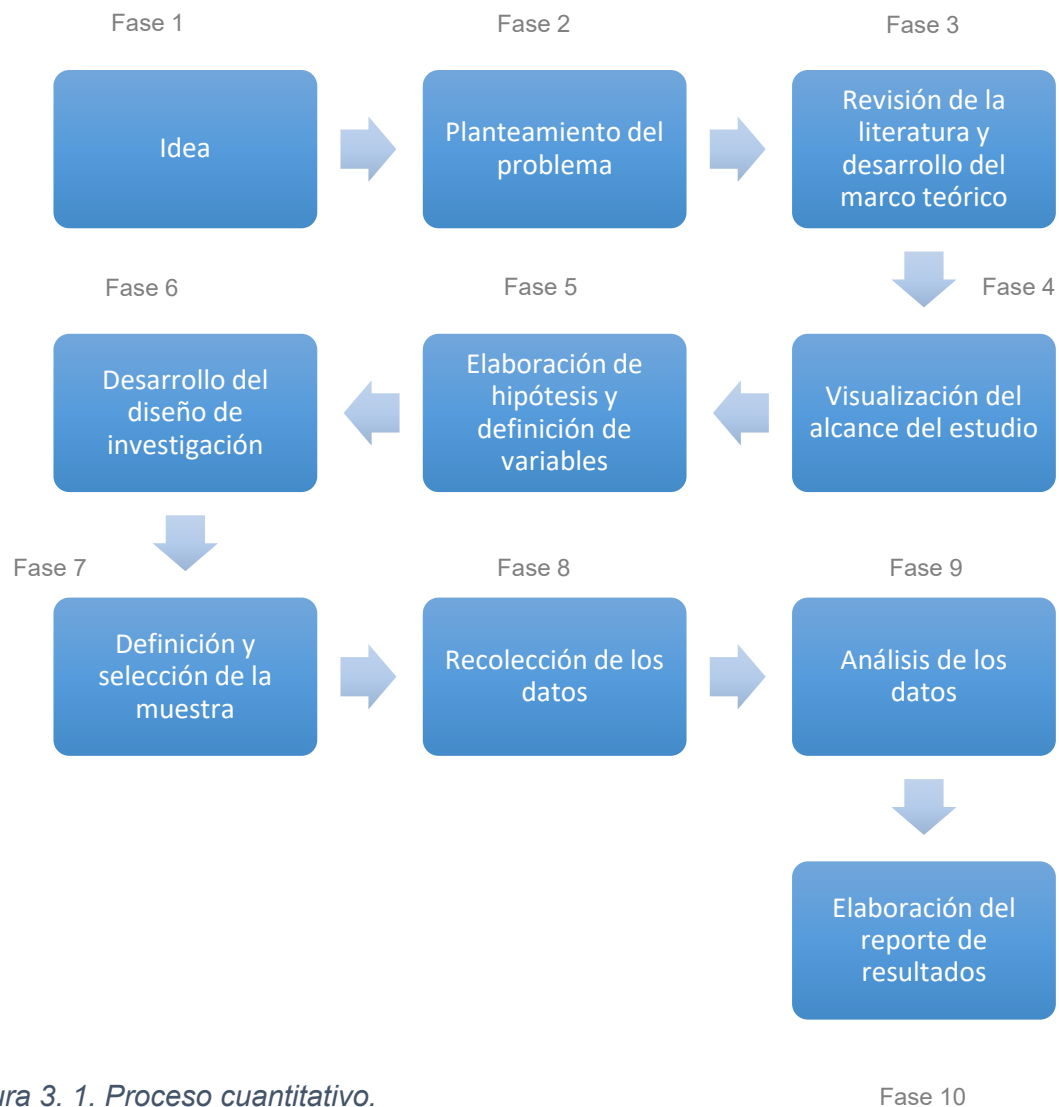 Fase 1
Fase 2
Fase 3
Idea
Planteamiento del
problema
Revisión de la
literatura y
desarrollo del
marco teórico
Fase 6
Fase 5
Fase 4
Desarrollo del
diseño de
investigación
Elaboración de
hipótesis y
definición de
variables
Visualización del
alcance del estudio
Fase 7
Fase 8
Fase 9
Definición y
selección de la
muestra
Recolección de los
datos
Análisis de los
datos
Elaboración del
reporte de
resultados
ura 3. 1. Proceso cuantitativo.
Fase 10